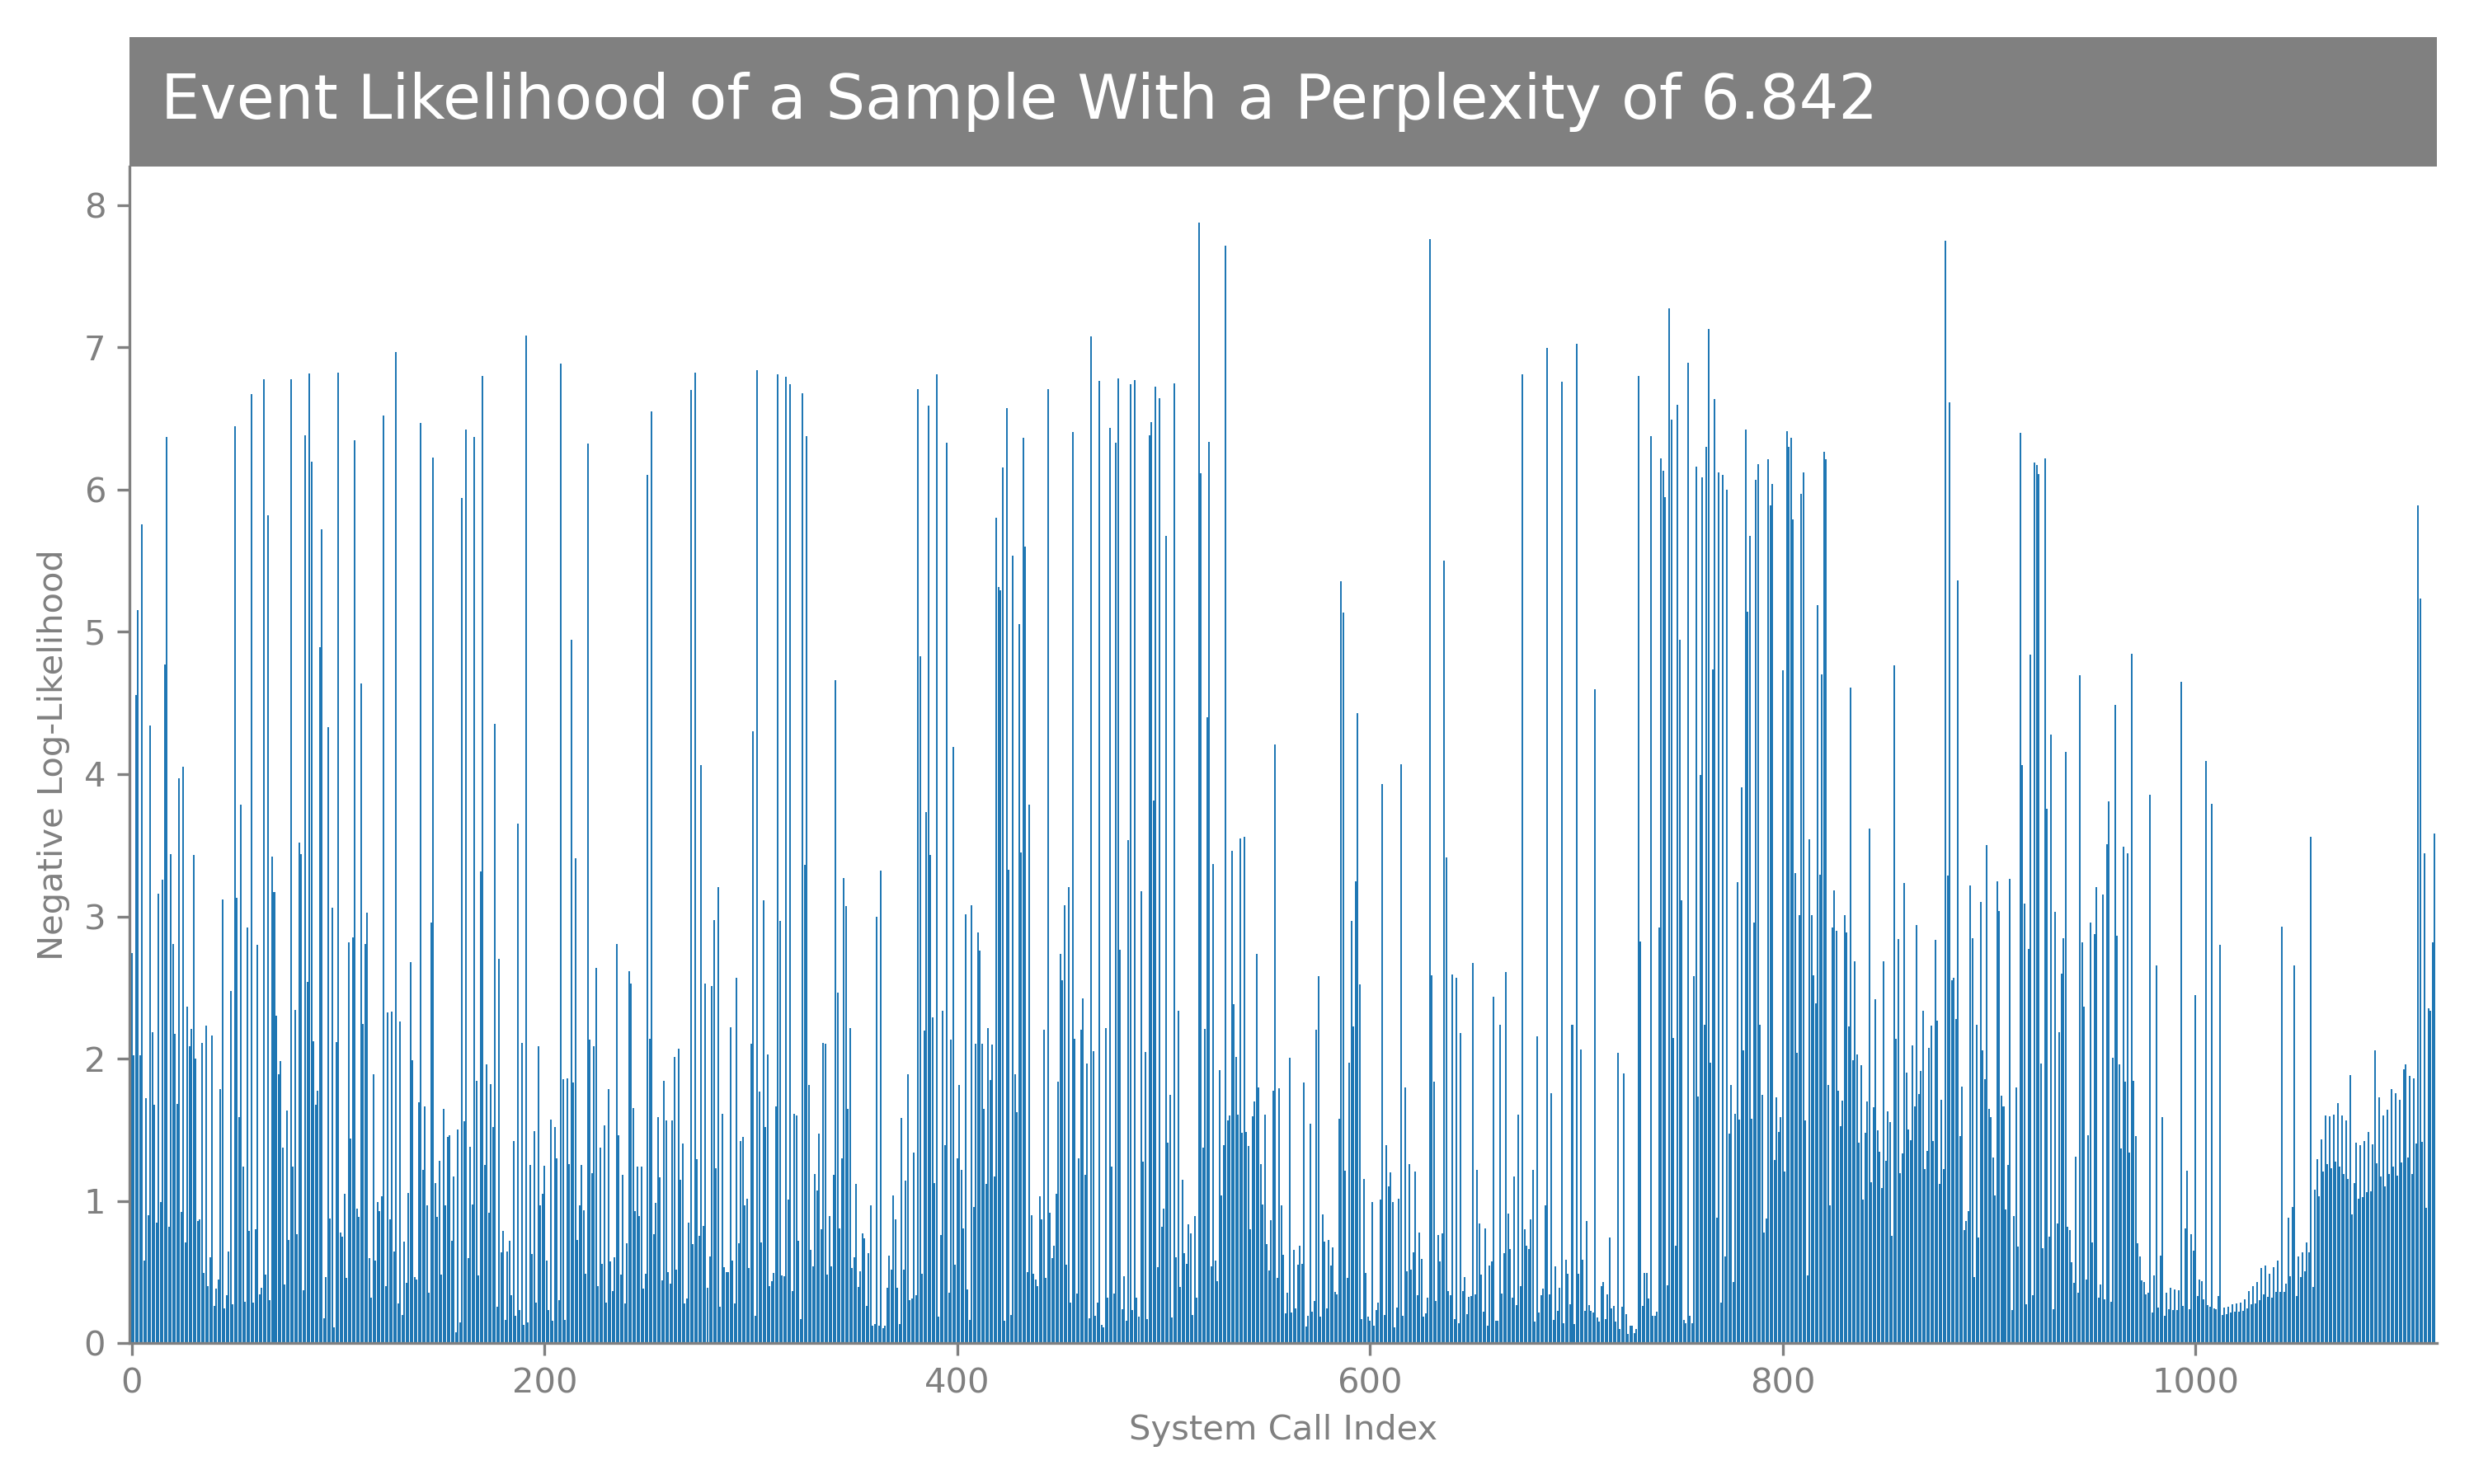 Event Likelihood of a Sample With a Perplexity of 6.842
8
7
6
5
4
3
2
1
0
Negative Log-Likelihood
0 200 400 600 800 1000
System Call Index